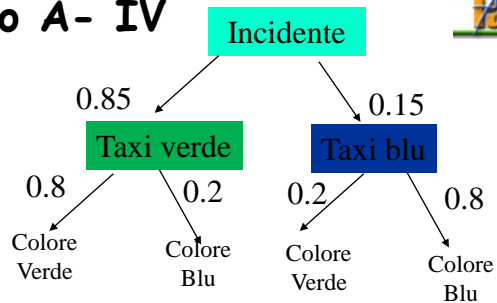 o A- IV
Incidente
0.85
0.15
Taxi verde
Taxi blu
0.8
0.2
0.2
0.8
Colore
Verde
Colore
Blu
Colore
Verde
Colore
Blu